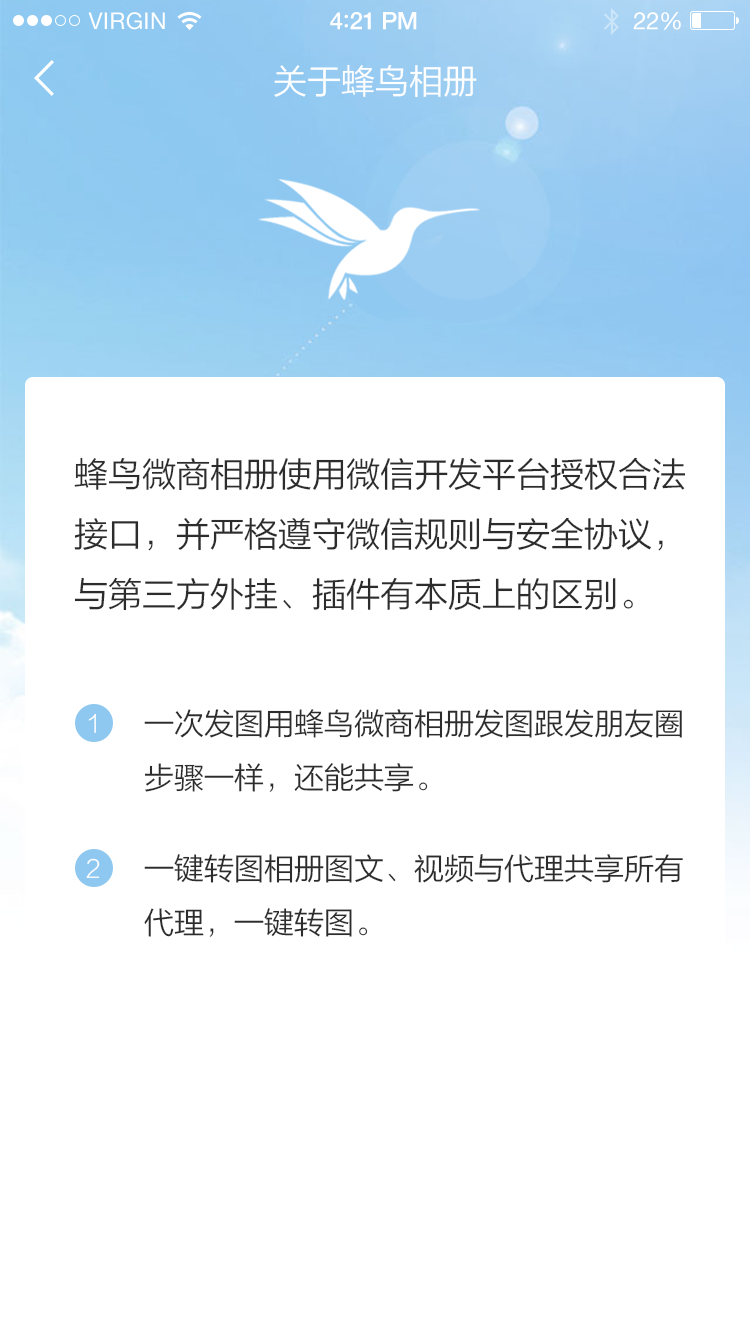 VIRGIN 4:21 PM 22%
关于蜂鸟相册
蜂鸟微商相册使用微信开发平台授权合法
接口，并严格遵守微信规则与安全协议，
与第三方外挂、插件有本质上的区别。
1 一次发图用蜂鸟微商相册发图跟发朋友圈
步骤一样，还能共享。
2 一键转图相册图文、视频与代理共享所有
代理，一键转图。